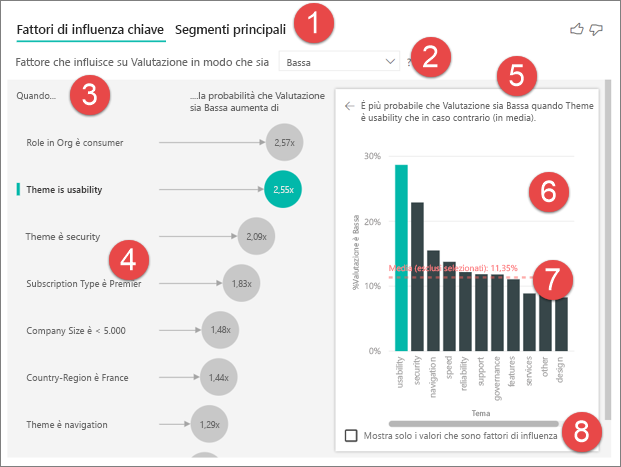 Fattori di influenza chiave Segmenti principali
1
Fattore che influisce su Valutazione in modo che sia Bassa ?
2
Quando...
3
....la probabilità che Valutazione
sia Bassa aumenta di
Role in Org è consumer 2,57x
Theme is usability 2,55x
Theme è security 2,09x
4
Subscription Type è Premier 1,83x
Company Size è < 5.000 1,48x
Country-Region è France 1,44x
Theme è navigation 1,29x
5
È più probabile che Valutazione sia Bassa quando Theme
è usability che in caso contrario (in media).
30%
20%
10%
0%
%Valutazione è Bassa
6
Media (esclusi selezionati): 11,35%
7
usability
security
navigation
speed
reliability
support
governance
features
services
other
design
Tema
Mostra solo i valori che sono fattori di influenza
8